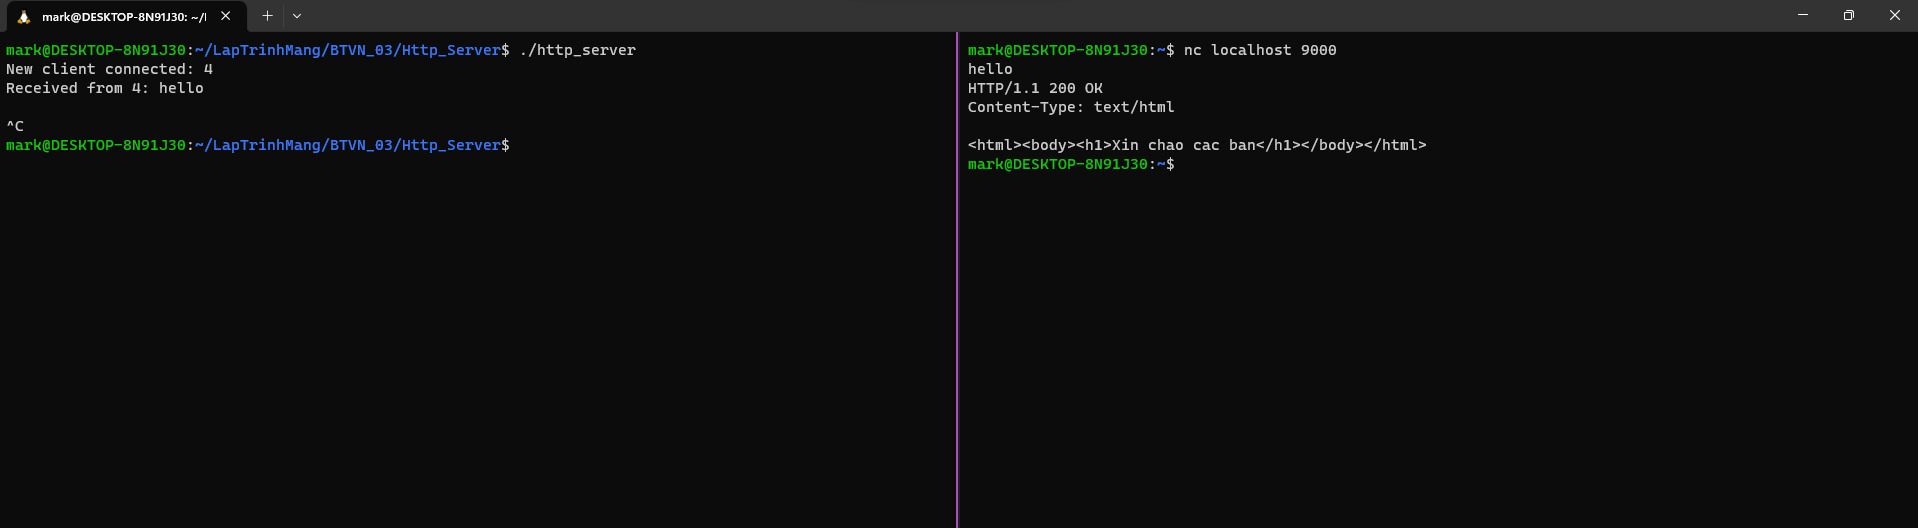 mark@DESKTOP-8N91J30: ~/l
mark@DESKTOP-8N91J30:~/LapTrinhMang/BTVN_03/Http_Server$ ./http_server
New client connected: 4
Received from 4: hello
^C
mark@DESKTOP-8N91J30:~/LapTrinhMang/BTVN_03/Http_Server$
mark@DESKTOP-8N91J30:~$ nc localhost 9000
hello
HTTP/1.1 200 OK
Content-Type: text/html
<html><body><h1>Xin chao cac ban</h1></body></html>
mark@DESKTOP-8N91J30:~$